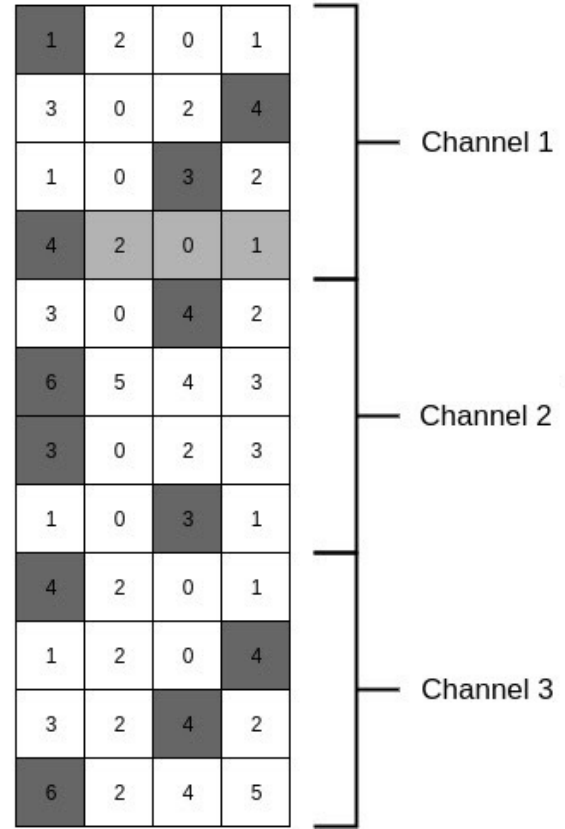 1 2 0 1
3 0 2 4
Channel 1
1 0 3 2
4 2 0 1
3 0 4 2
6 5 4 3
Channel 2
3 0 2 3
1 0 3 1
4 2 0 1
1 2 0 4
Channel 3
3 2 4 2
6 2 4 5